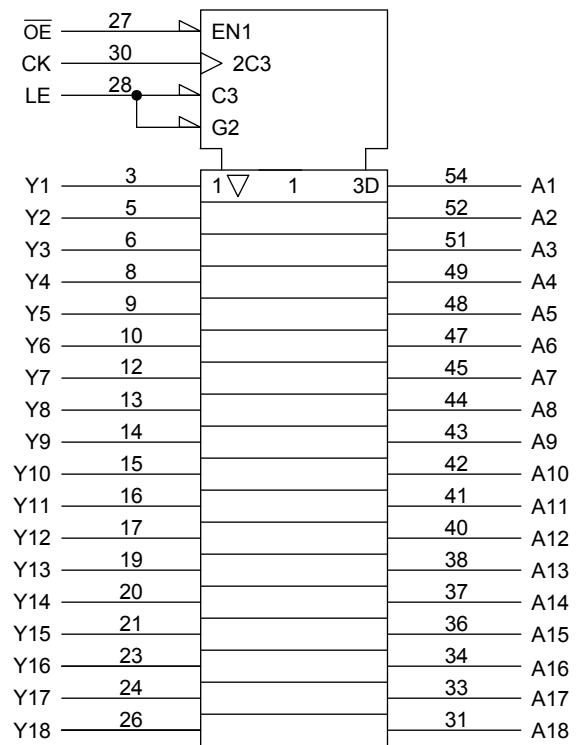 OE 27 EN1
CK 30 2C3
LE 28 C3
G2
Y1 3 1 ▽ 1 3D 54 A1
Y2 5 52 A2
Y3 6 51 A3
Y4 8 49 A4
Y5 9 48 A5
Y6 10 47 A6
Y7 12 45 A7
Y8 13 44 A8
Y9 14 43 A9
Y10 15 42 A10
Y11 16 41 A11
Y12 17 40 A12
Y13 19 38 A13
Y14 20 37 A14
Y15 21 36 A15
Y16 23 34 A16
Y17 24 33 A17
Y18 26 31 A18